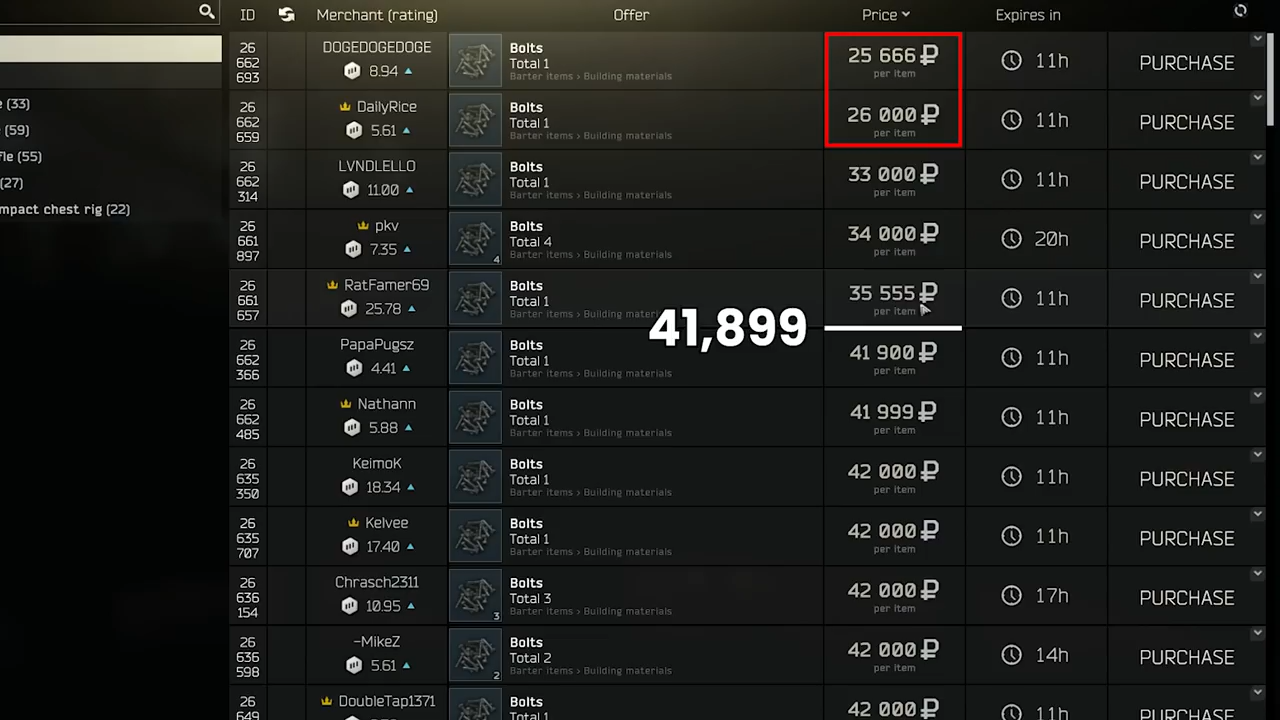 ID Merchant (rating) Offer Price Expires in
26 662 693 DOGEDOGEDOGE 8.94 Bolts Total 1 Barter items › Building materials 25 666 ₽ per item 11h PURCHASE
26 662 659 DailyRice 5.61 Bolts Total 1 Barter items › Building materials 26 000 ₽ per item 11h PURCHASE
26 662 314 LVNDLELLO 11.00 Bolts Total 1 Barter items › Building materials 33 000 ₽ per item 11h PURCHASE
26 661 897 pkv 7.35 4 Bolts Total 4 Barter items › Building materials 34 000 ₽ per item 20h PURCHASE
26 661 657 RatFamer69 25.78 Bolts Total 1 Barter items › Building materials 35 555 ₽ per item 11h PURCHASE
41,899
26 662 366 PapaPugsz 4.41 Bolts Total 1 Barter items › Building materials 41 900 ₽ per item 11h PURCHASE
26 662 485 Nathann 5.88 Bolts Total 1 Barter items › Building materials 41 999 ₽ per item 11h PURCHASE
26 635 350 KeimoK 18.34 Bolts Total 1 Barter items › Building materials 42 000 ₽ per item 11h PURCHASE
26 635 707 Kelvee 17.40 Bolts Total 1 Barter items › Building materials 42 000 ₽ per item 11h PURCHASE
26 636 154 Chrasch2311 10.95 3 Bolts Total 3 Barter items › Building materials 42 000 ₽ per item 17h PURCHASE
26 636 598 -MikeZ 5.61 2 Bolts Total 2 Barter items › Building materials 42 000 ₽ per item 14h PURCHASE
26 649 DoubleTap1371 Bolts 42 000 ₽ 11h PURCHASE
e (33)
(59)
fle (55)
(27)
mpact chest rig (22)